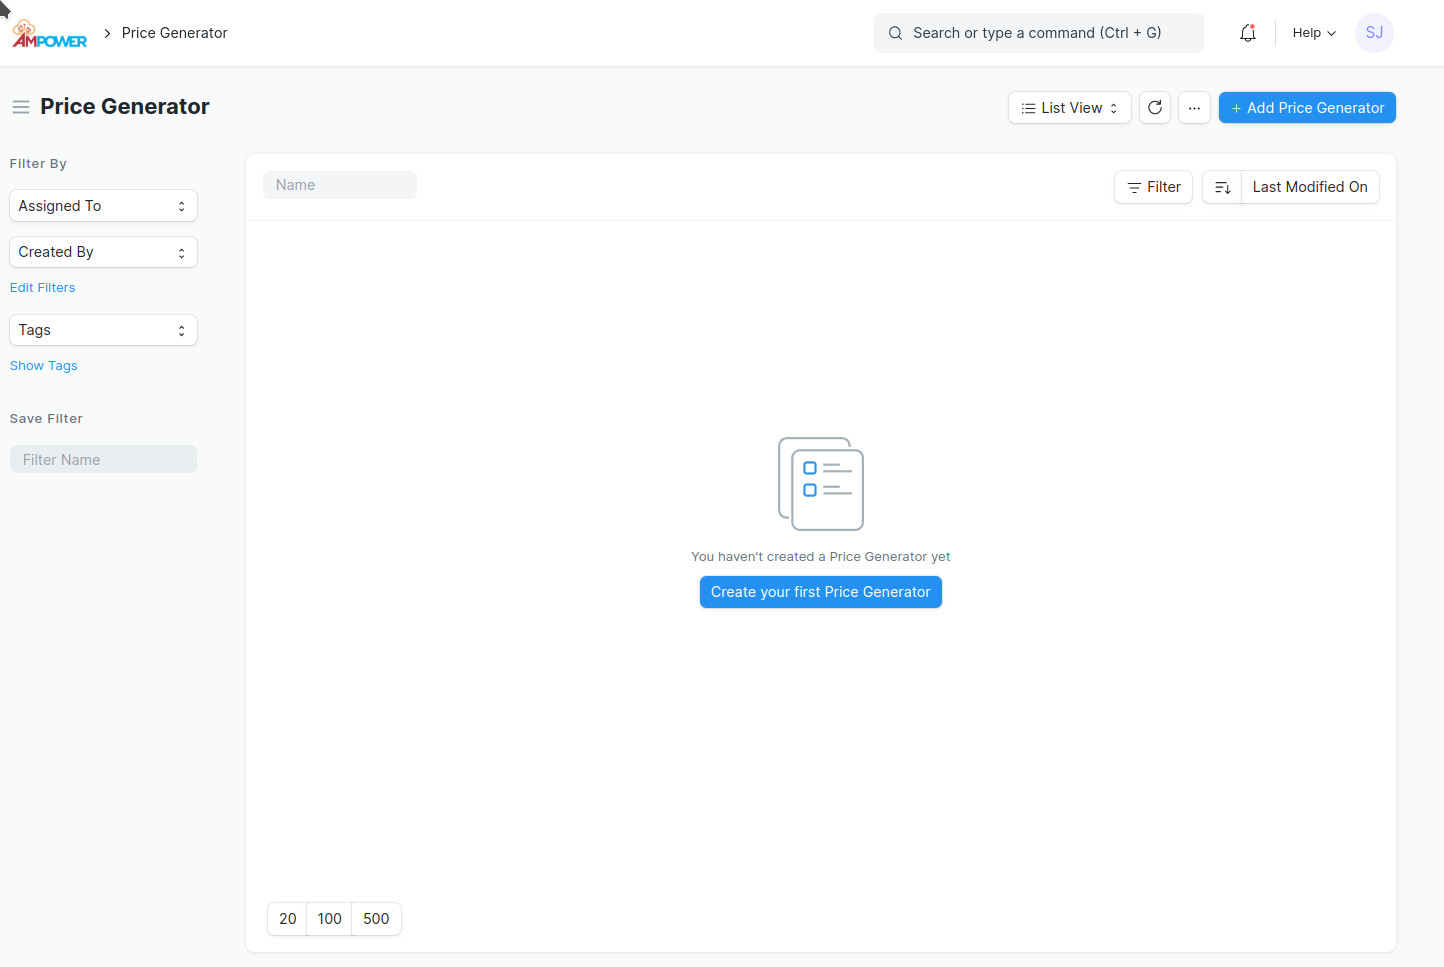 AMPOWER
Price Generator
Search or type a command (Ctrl + G)
Help
SJ
Price Generator
List View
+ Add Price Generator
Filter By
Assigned To
Created By
Edit Filters
Tags
Show Tags
Save Filter
Filter Name
Name
Filter
Last Modified On
You haven't created a Price Generator yet
Create your first Price Generator
20 100 500